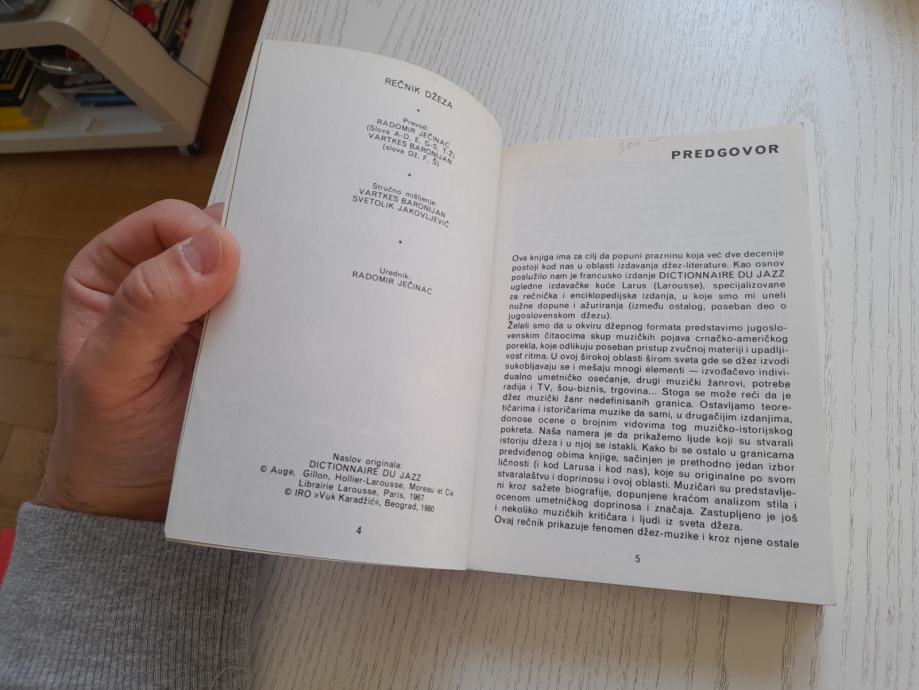 REČNIK DŽEZA
Prevod:
RADOMIR JEČINAC
(Slova A-D, E, G-S, T-Ž)
VARTKES BARONIJAN
(slova Dž, F, Š)
Stručno mišljenje:
VARTKES BARONIJAN
SVETOLIK JAKOVLJEVIĆ
Urednik:
RADOMIR JEČINAC
Naslov originala:
DICTIONNAIRE DU JAZZ
© Auge, Gillon, Hollier-Larousse, Moreau et Cie
Librairie Larousse, Paris, 1967
© IRO »Vuk Karadžić«, Beograd, 1980
4
300-
PREDGOVOR
Ova knjiga ima za cilj da popuni prazninu koja već dve decenije
postoji kod nas u oblasti izdavanja džez-literature. Kao osnov
poslužilo nam je francusko izdanje DICTIONNAIRE DU JAZZ
ugledne izdavačke kuće Larus (Larousse), specijalizovane
za rečnička i enciklopedijska izdanja, u koje smo mi uneli
nužne dopune i ažuriranja (između ostalog, poseban deo o
jugoslovenskom džezu).
Želeli smo da u okviru džepnog formata predstavimo jugoslo-
venskim čitaocima skup muzičkih pojava crnačko-američkog
porekla, koje odlikuju poseban pristup zvučnoj materiji i upadlji-
vost ritma. U ovoj širokoj oblasti širom sveta gde se džez izvodi
sukobljavaju se i mešaju mnogi elementi — izvođačevo indivi-
dualno umetničko osećanje, drugi muzički žanrovi, potrebe
radija i TV, šou-biznis, trgovina... Stoga se može reći da je
džez muzički žanr nedefinisanih granica. Ostavljamo teore-
tičarima i istoričarima muzike da sami, u drugačijim izdanjima,
donose ocene o brojnim vidovima tog muzičko-istorijskog
pokreta. Naša namera je da prikažemo ljude koji su stvarali
istoriju džeza i u njoj se istakli. Kako bi se ostalo u granicama
predviđenog obima knjige, sačinjen je prethodno jedan izbor
ličnosti (i kod Larusa i kod nas), koje su originalne po svom
stvaralaštvu i doprinosu i ovoj oblasti. Muzičari su predstavlje-
ni kroz sažete biografije, dopunjene kraćom analizom stila i
ocenom umetničkog doprinosa i značaja. Zastupljeno je još
i nekoliko muzičkih kritičara i ljudi iz sveta džeza.
Ovaj rečnik prikazuje fenomen džez-muzike i kroz njene ostale
5